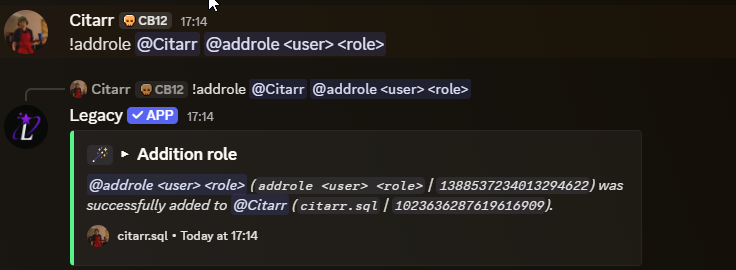 Citarr CB12 17:14
!addrole @Citarr @addrole <user> <role>
Citarr CB12 !addrole @Citarr @addrole <user> <role>
Legacy APP 17:14
Addition role
@addrole <user> <role> (addrole <user> <role> | 1388537234013294622) was
successfully added to @Citarr (citarr.sql | 1023636287619616909).
citarr.sql • Today at 17:14